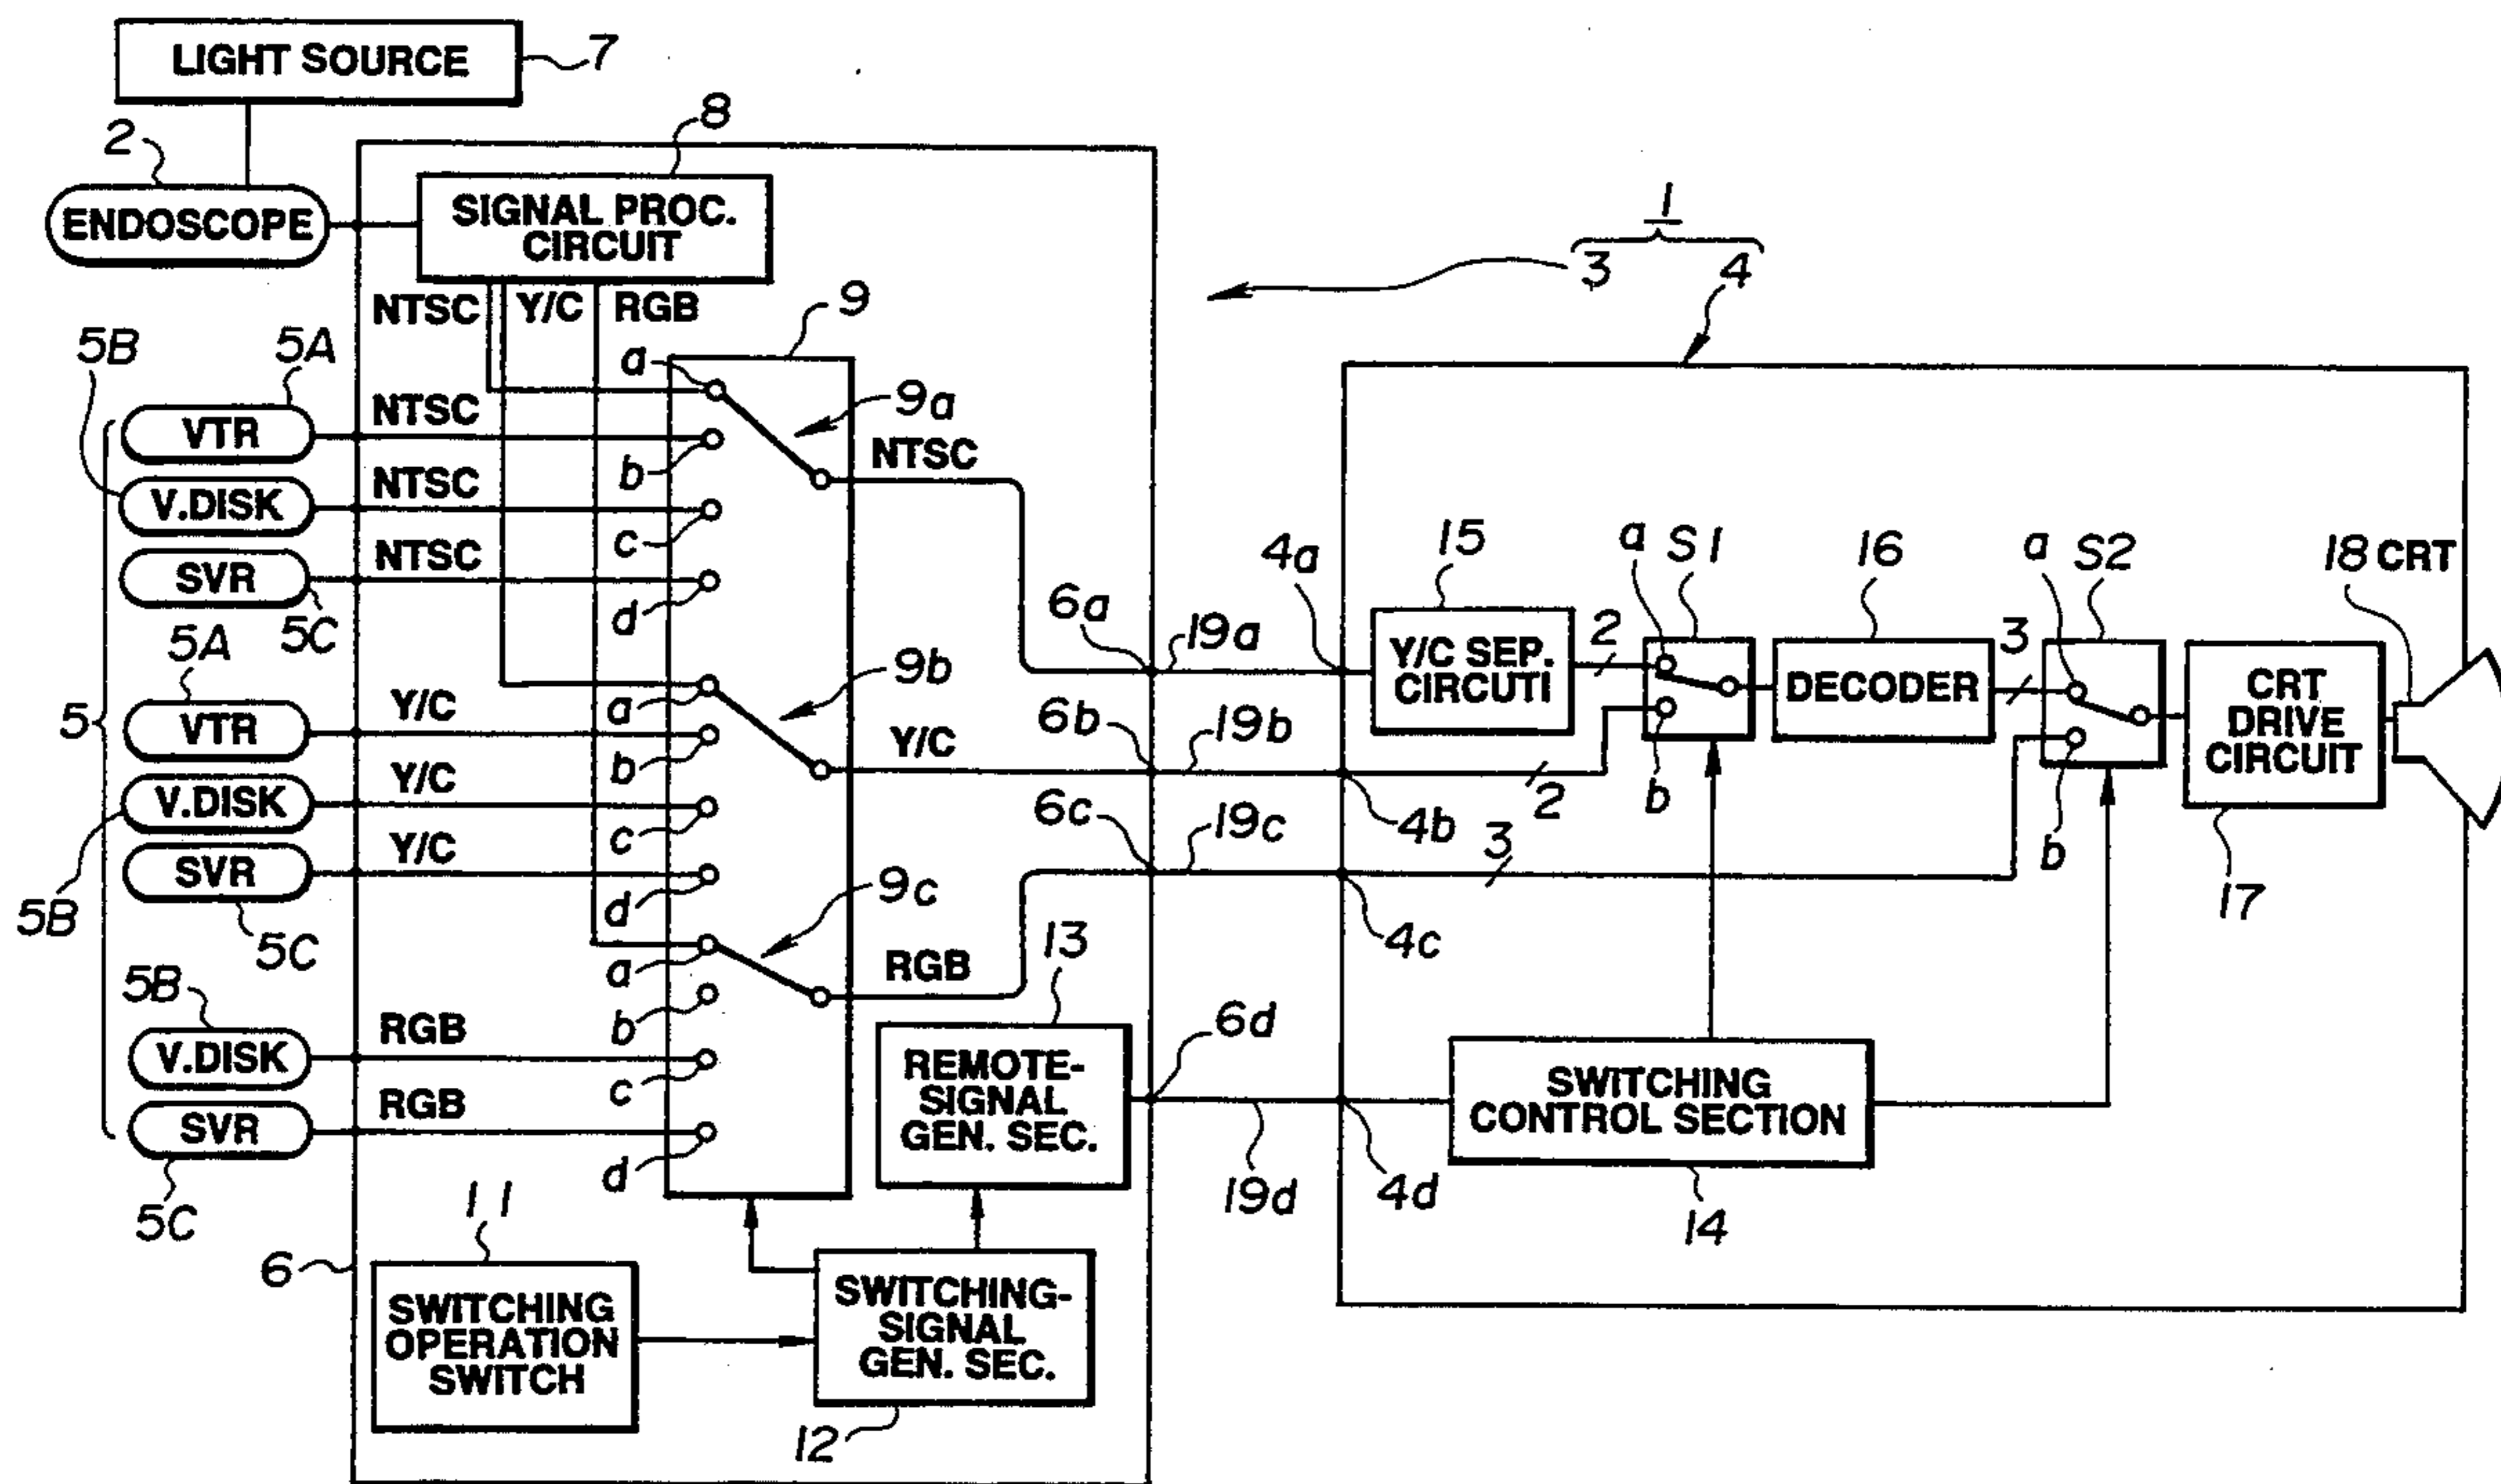 LIGHT SOURCE
7
2
8
ENDOSCOPE
SIGNAL PROC.
CIRCUIT
1
3
4
NTSC
Y/C
RGB
9
5B
5A
a
9a
VTR
NTSC
b
NTSC
V.DISK
NTSC
c
SVR
NTSC
d
5C
5A
5
VTR
Y/C
a
9b
b
Y/C
V.DISK
Y/C
c
SVR
Y/C
d
9c
5B
5C
a
RGB
b
5B
V.DISK
RGB
c
SVR
RGB
d
5C
6
11
SWITCHING
OPERATION
SWITCH
SWITCHING-
SIGNAL
GEN. SEC.
12
13
REMOTE-
SIGNAL
GEN. SEC.
6a
19a
4a
6b
19b
4b
6c
19c
4c
6d
19d
4d
15
Y/C SEP.
CIRCUTI
2
a
S1
b
2
3
16
DECODER
3
a
S2
b
18 CRT
CRT
DRIVE
CIRCUIT
17
SWITCHING
CONTROL SECTION
14